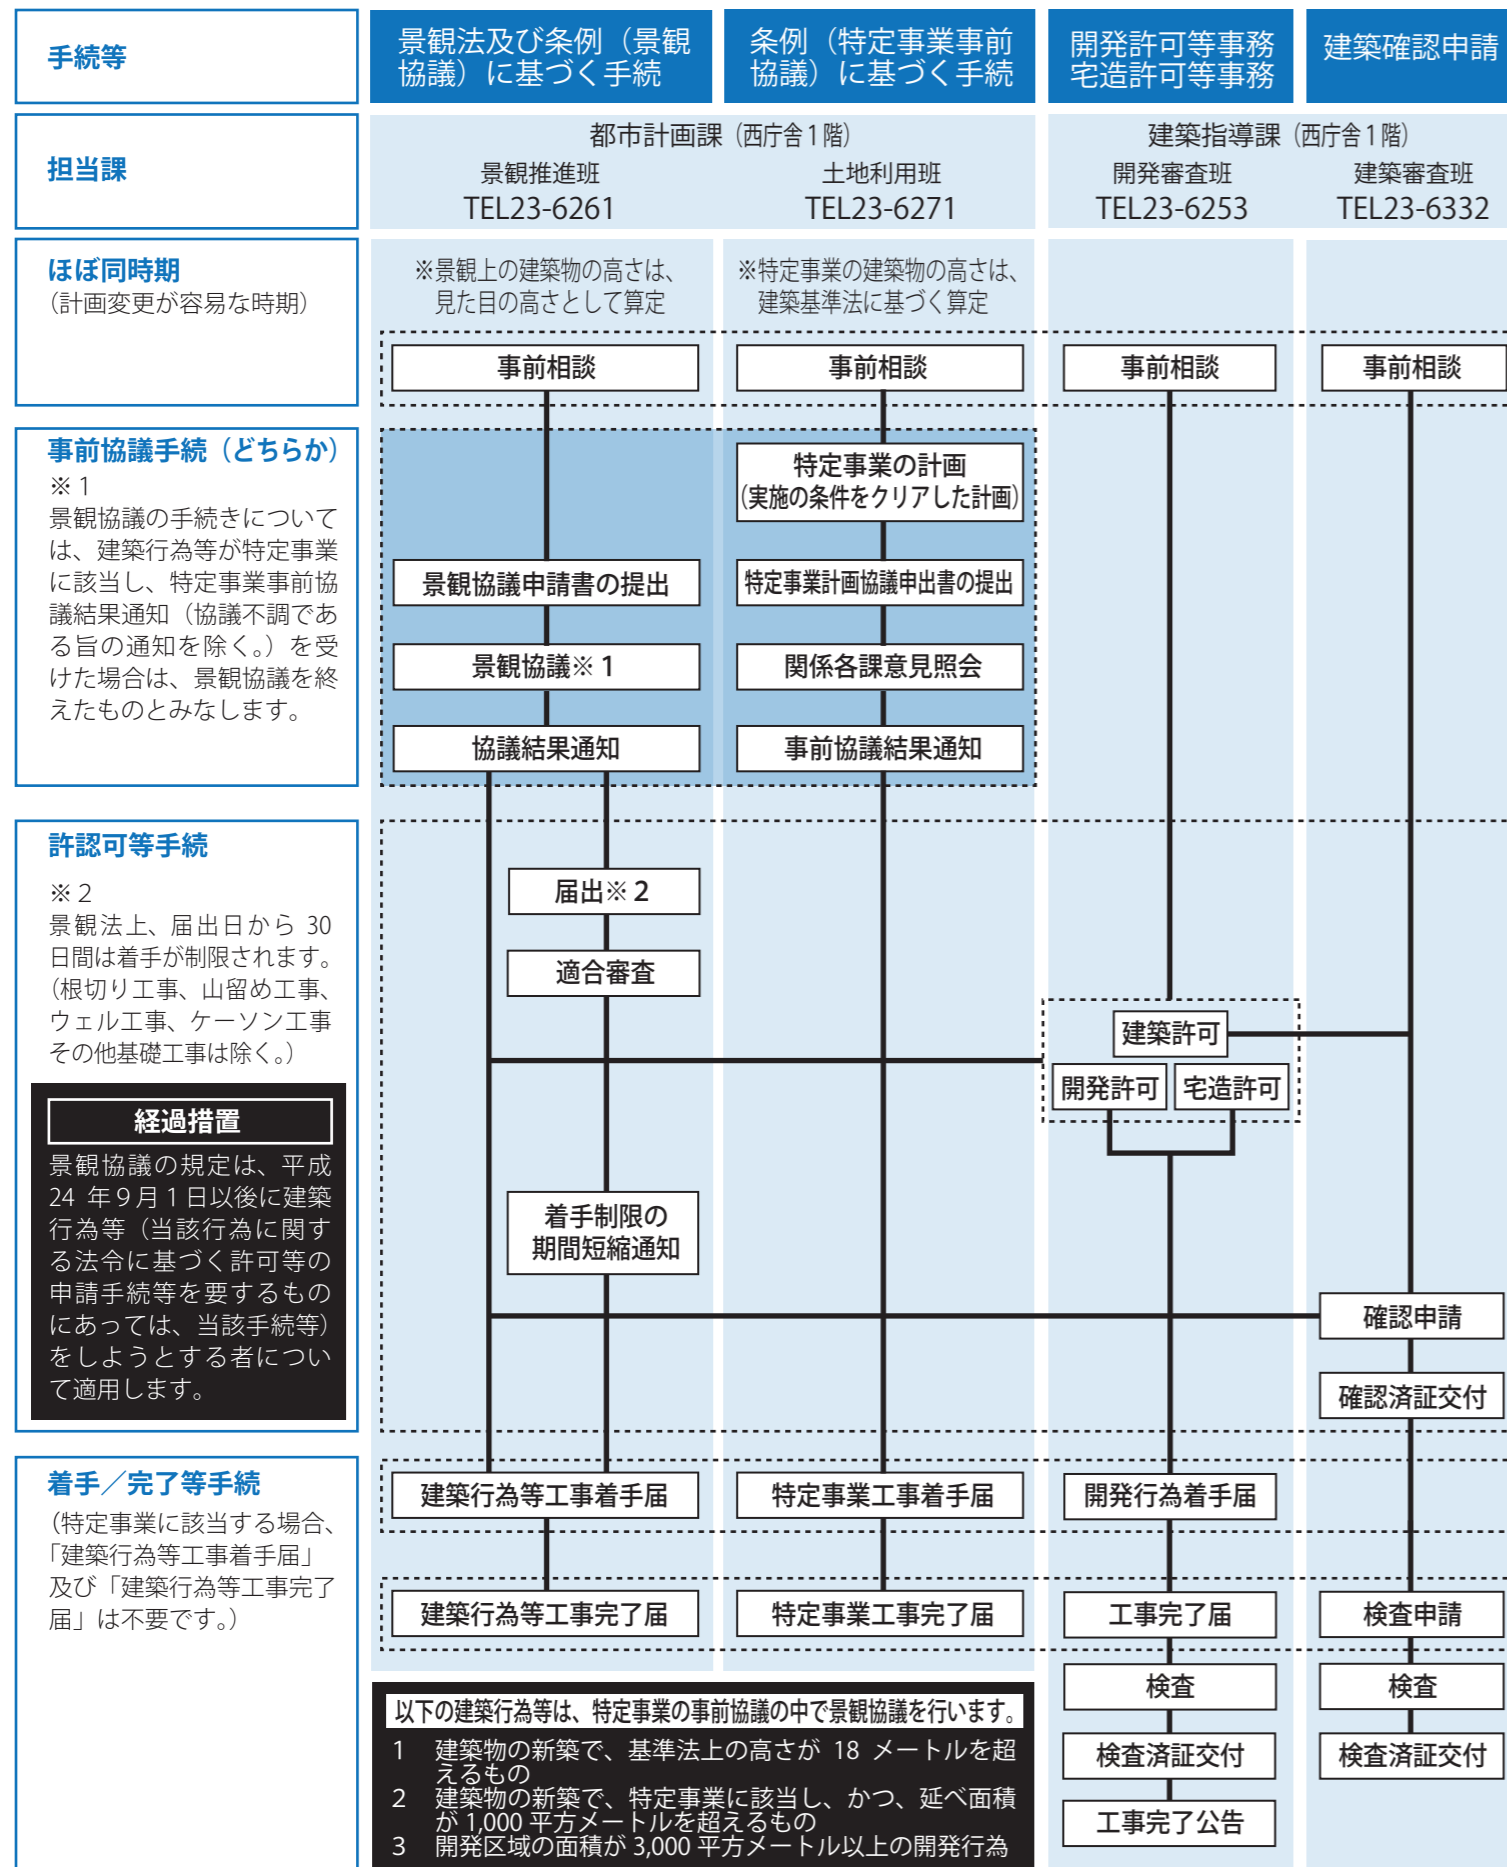 手続等
景観法及び条例（景観
協議）に基づく手続
条例（特定事業事前
協議）に基づく手続
開発許可等事務
宅造許可等事務
建築確認申請
担当課
都市計画課（西庁舎１階）
景観推進班
TEL23-6261
土地利用班
TEL23-6271
建築指導課（西庁舎１階）
開発審査班
TEL23-6253
建築審査班
TEL23-6332
ほぼ同時期
（計画変更が容易な時期）
※景観上の建築物の高さは、
見た目の高さとして算定
※特定事業の建築物の高さは、
建築基準法に基づく算定
事前相談
事前相談
事前相談
事前相談
事前協議手続（どちらか）
※１
景観協議の手続きについて
は、建築行為等が特定事業
に該当し、特定事業事前協
議結果通知（協議不調であ
る旨の通知を除く。）を受
けた場合は、景観協議を終
えたものとみなします。
特定事業の計画
（実施の条件をクリアした計画）
景観協議申請書の提出
特定事業計画協議申出書の提出
景観協議※１
関係各課意見照会
協議結果通知
事前協議結果通知
許認可等手続
※２
景観法上、届出日から 30
日間は着手が制限されます。
（根切り工事、山留め工事、
ウェル工事、ケーソン工事
その他基礎工事は除く。）
届出※２
適合審査
建築許可
開発許可
宅造許可
経過措置
景観協議の規定は、平成
24 年９月１日以後に建築
行為等（当該行為に関す
る法令に基づく許可等の
申請手続等を要するもの
にあっては、当該手続等）
をしようとする者につい
て適用します。
着手制限の
期間短縮通知
確認申請
確認済証交付
着手／完了等手続
（特定事業に該当する場合、
「建築行為等工事着手届」
及び「建築行為等工事完了
届」は不要です。）
建築行為等工事着手届
特定事業工事着手届
開発行為着手届
建築行為等工事完了届
特定事業工事完了届
工事完了届
検査申請
検査
検査
検査済証交付
検査済証交付
工事完了公告
以下の建築行為等は、特定事業の事前協議の中で景観協議を行います。
1 建築物の新築で、基準法上の高さが 18 メートルを超
えるもの
2 建築物の新築で、特定事業に該当し、かつ、延べ面積
が 1,000 平方メートルを超えるもの
3 開発区域の面積が 3,000 平方メートル以上の開発行為